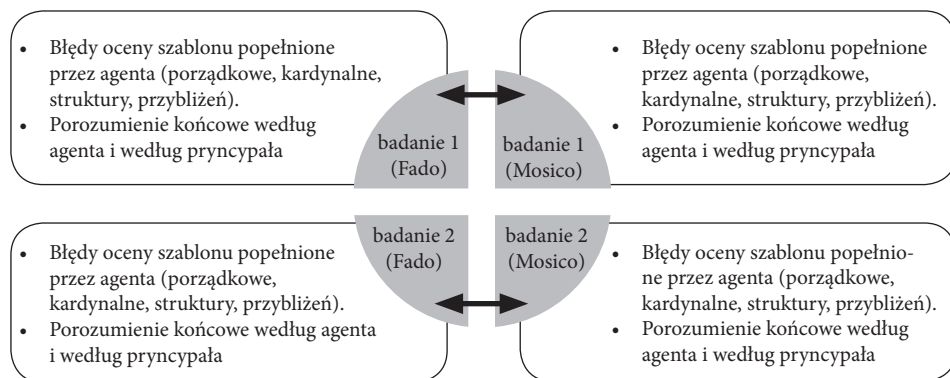 • Błędy oceny szablonu popełnione
przez agenta (porządkowe, kardynalne,
struktury, przybliżeń).
• Porozumienie końcowe według
agenta i według pryncypała
badanie 1
(Fado)
• Błędy oceny szablonu popełnione
przez agenta (porządkowe,
kardynalne, struktury, przybliżeń).
• Porozumienie końcowe według
agenta i według pryncypała
badanie 1
(Mosico)
• Błędy oceny szablonu popełnione
przez agenta (porządkowe,
kardynalne, struktury, przybliżeń).
• Porozumienie końcowe według agenta
i według pryncypała
badanie 2
(Fado)
• Błędy oceny szablonu popełnio-
ne przez agenta (porządkowe,
kardynalne, struktury, przybliżeń).
• Porozumienie końcowe według
agenta i według pryncypała
badanie 2
(Mosico)